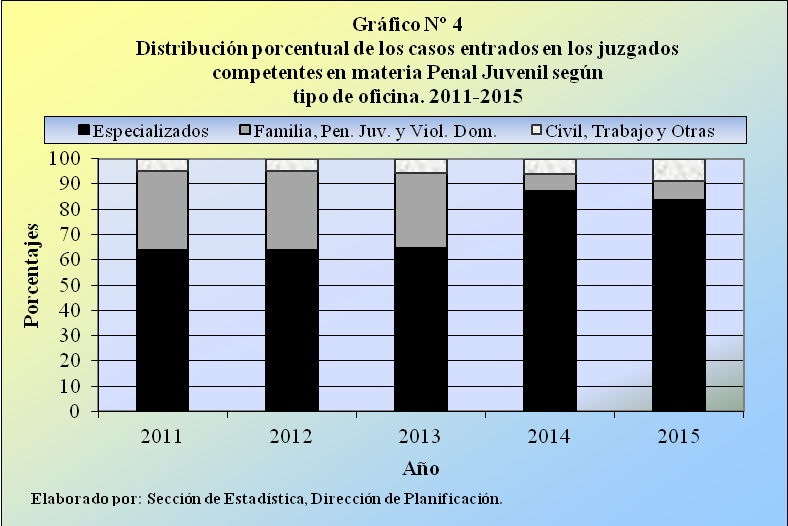 Gráfico Nº 4
Distribución porcentual de los casos entrados en los juzgados
competentes en materia Penal Juvenil según
tipo de oficina. 2011-2015
Especializados Familia, Pen. Juv. y Viol. Dom. Civil, Trabajo y Otras
100
90
80
70
60
50
40
30
20
10
0
Porcentajes
2011 2012 2013 2014 2015
Año
Elaborado por: Sección de Estadística, Dirección de Planificación.